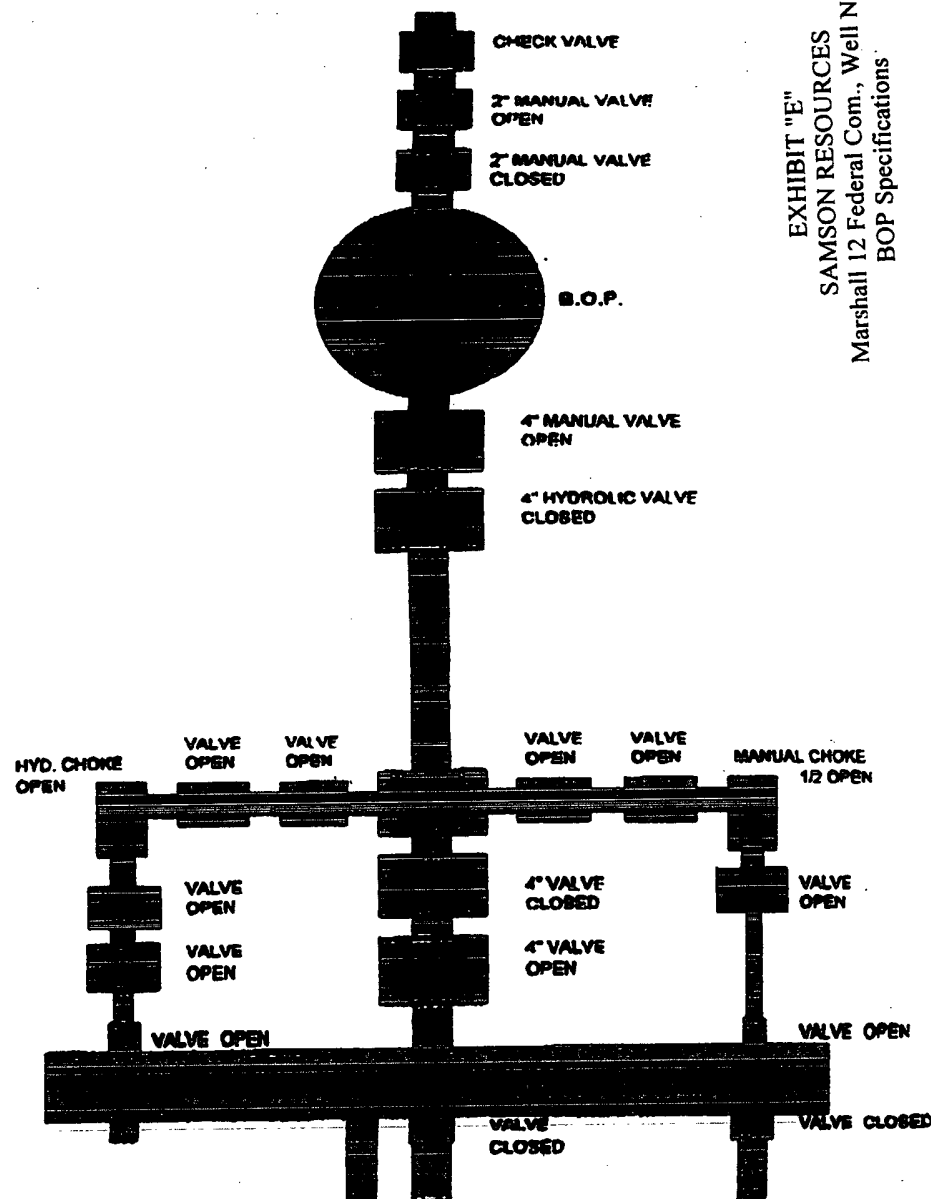 CHECK VALVE
2" MANUAL VALVE
OPEN
2" MANUAL VALVE
CLOSED
EXHIBIT "E"
SAMSON RESOURCES
Marshall 12 Federal Com., Well N
BOP Specifications
B.O.P.
4" MANUAL VALVE
OPEN
4" HYDROLIC VALVE
CLOSED
HYD. CHOKE
OPEN
VALVE
OPEN
VALVE
OPEN
VALVE
OPEN
VALVE
OPEN
MANUAL CHOKE
1/2 OPEN
VALVE
OPEN
4" VALVE
CLOSED
VALVE
OPEN
VALVE
OPEN
4" VALVE
OPEN
VALVE OPEN
VALVE OPEN
VALVE
CLOSED
VALVE CLOSED